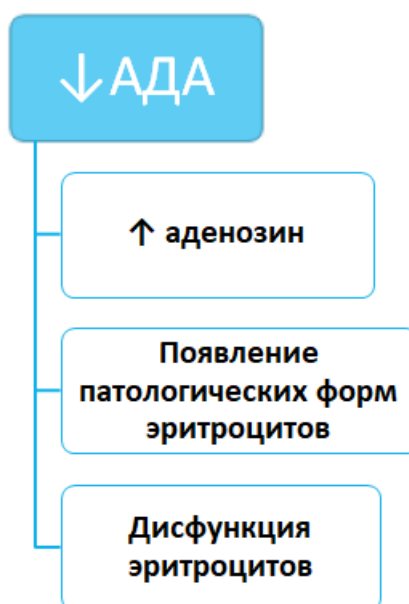 ↓АДА
↑ аденозин
Появление
патологических форм
эритроцитов
Дисфункция
эритроцитов